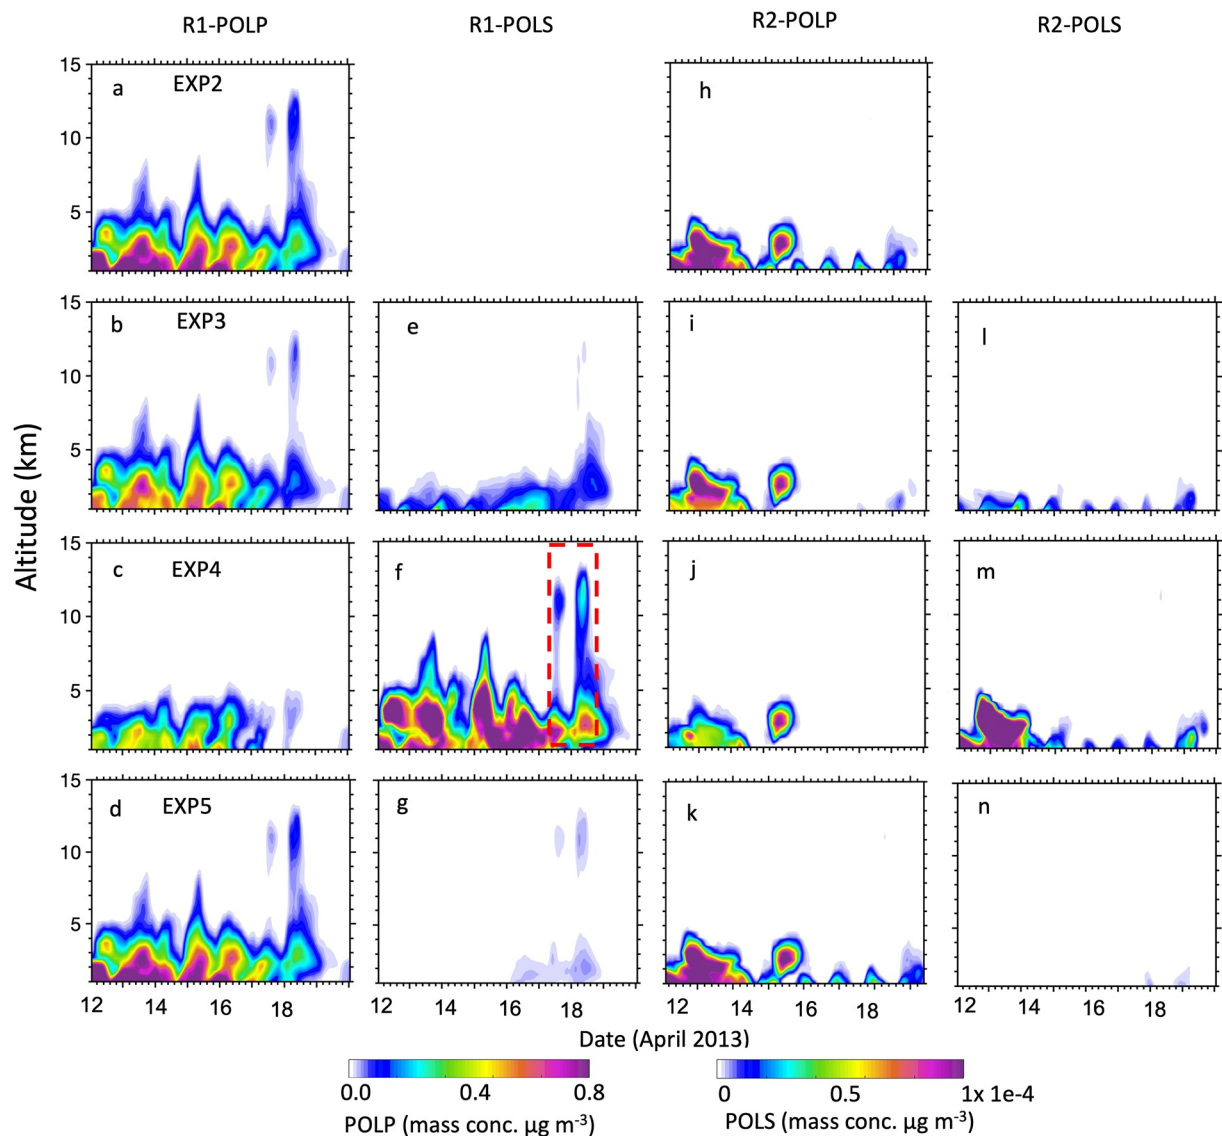 R1-POLP R1-POLS R2-POLP R2-POLS
15 a EXP2 h
10
5
15 b EXP3 e i l
10
5
15 c EXP4 f j m
10
5
15 d EXP5 g k n
10
5
Altitude (km)
12 14 16 18 12 14 16 18 12 14 16 18 12 14 16 18
Date (April 2013)
0.0 0.4 0.8 0 0.5 1x 1e-4
POLP (mass conc. µg m⁻³) POLS (mass conc. µg m⁻³)